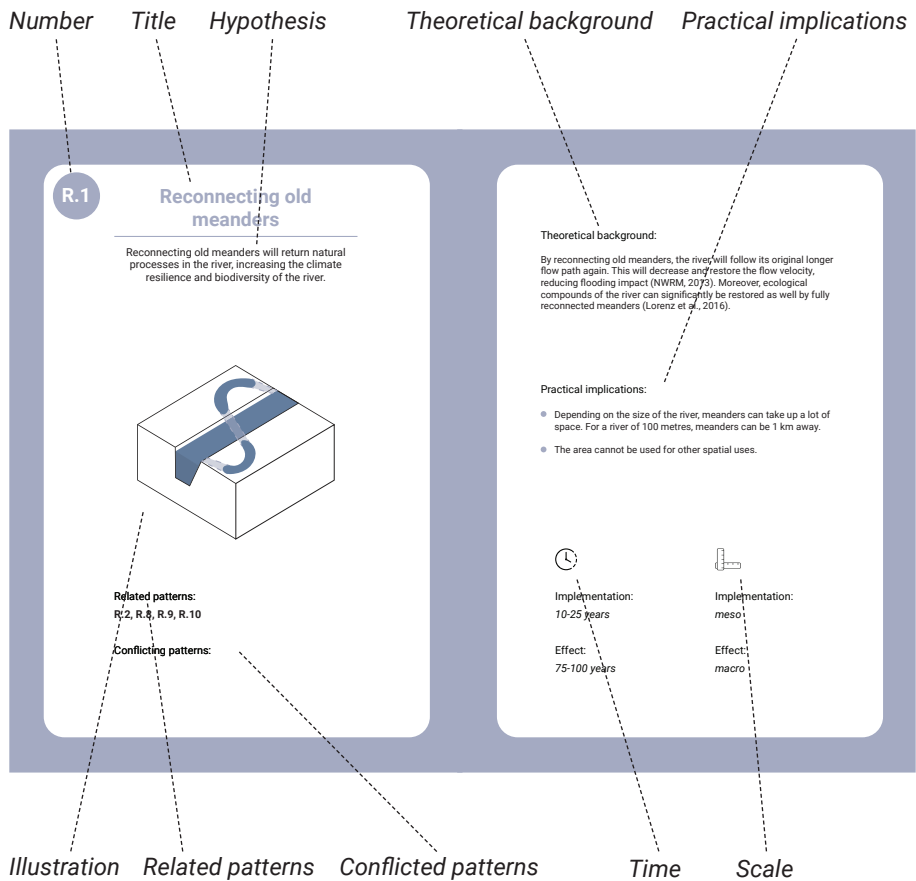 Number Title Hypothesis Theoretical background Practical implications
R.1
Reconnecting old
meanders
Reconnecting old meanders will return natural
processes in the river, increasing the climate
resilience and biodiversity of the river.
Related patterns:
R.2, R.8, R.9, R.10
Conflicting patterns:
Theoretical background:
By reconnecting old meanders, the river will follow its original longer
flow path again. This will decrease and restore the flow velocity,
reducing flooding impact (NWRM, 2013). Moreover, ecological
compounds of the river can significantly be restored as well by fully
reconnected meanders (Lorenz et al., 2016).
Practical implications:
Depending on the size of the river, meanders can take up a lot of
space. For a river of 100 metres, meanders can be 1 km away.
The area cannot be used for other spatial uses.
Implementation:
10-25 years
Effect:
75-100 years
Implementation:
meso
Effect:
macro
Illustration Related patterns Conflicted patterns Time Scale